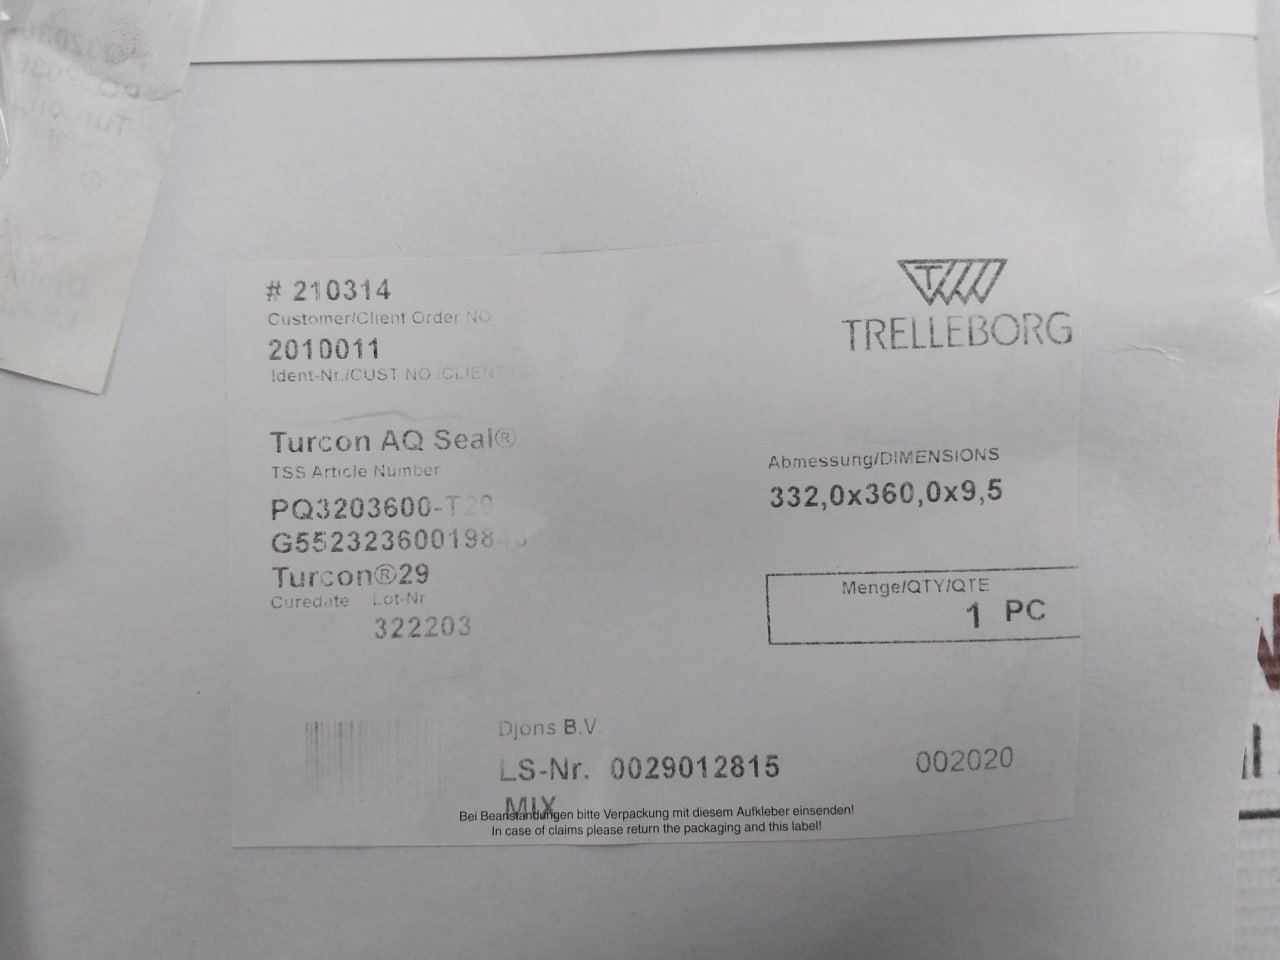 # 210314
Customer/Client Order NO
2010011
Ident-Nr./CUST.NO./CLIENT NO.
TRELLEBORG
Turcon AQ Seal®
TSS Article Number
PQ3203600-T29
Turcon®29
Curedate Lot-Nr
322203
Abmessung/DIMENSIONS
332,0x360,0x9,5
Menge/QTY/QTE
1 PC
Djons B.V.
LS-Nr. 0029012815
002020
MIX
Bei Beanstandungen bitte Verpackung mit diesem Aufkleber einsenden!
In case of claims please return the packaging and this label!